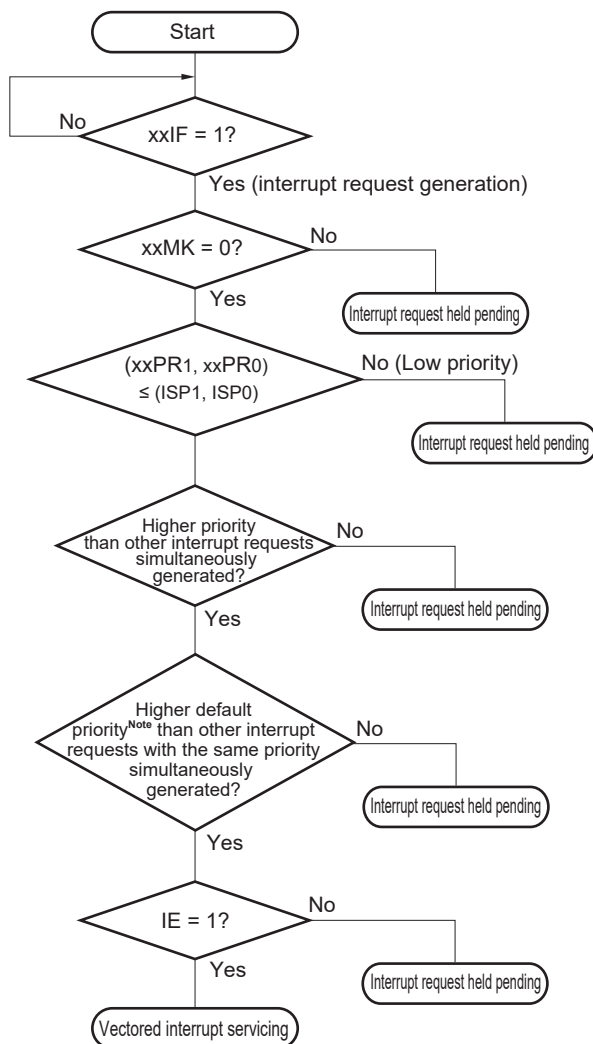 Start
No
xxIF = 1?
Yes (interrupt request generation)
xxMK = 0?
No
Yes
Interrupt request held pending
(xxPR1, xxPR0)
≤ (ISP1, ISP0)
No (Low priority)
Interrupt request held pending
Higher priority
than other interrupt requests
simultaneously
generated?
No
Interrupt request held pending
Yes
Higher default
priorityNote than other interrupt
requests with the same priority
simultaneously
generated?
No
Interrupt request held pending
Yes
IE = 1?
No
Yes
Interrupt request held pending
Vectored interrupt servicing